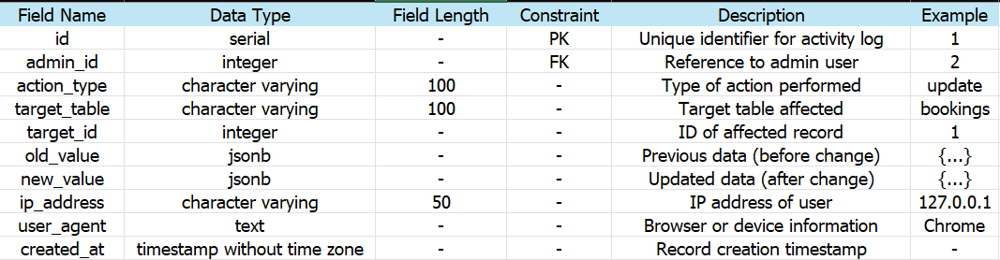 Field Name Data Type Field Length Constraint Description Example
id serial - PK Unique identifier for activity log 1
admin_id integer - FK Reference to admin user 2
action_type character varying 100 - Type of action performed update
target_table character varying 100 - Target table affected bookings
target_id integer - - ID of affected record 1
old_value jsonb - - Previous data (before change) {...}
new_value jsonb - - Updated data (after change) {...}
ip_address character varying 50 - IP address of user 127.0.0.1
user_agent text - - Browser or device information Chrome
created_at timestamp without time zone - - Record creation timestamp -